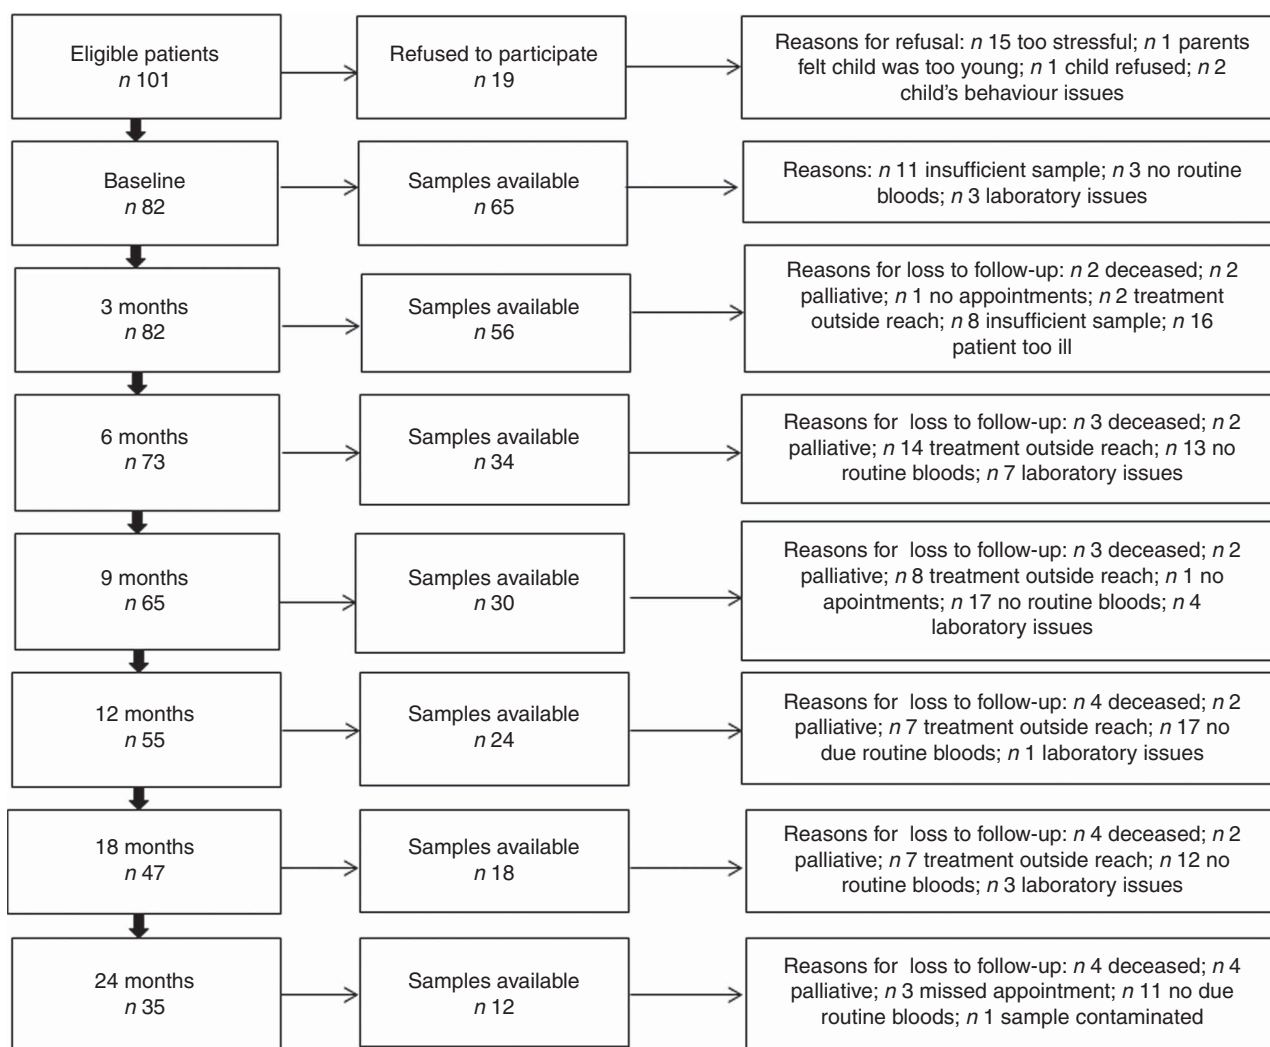 Eligible patients
n 101
Refused to participate
n 19
Reasons for refusal: n 15 too stressful; n 1 parents
felt child was too young; n 1 child refused; n 2
child's behaviour issues
Baseline
n 82
Samples available
n 65
Reasons: n 11 insufficient sample; n 3 no routine
bloods; n 3 laboratory issues
3 months
n 82
Samples available
n 56
Reasons for loss to follow-up: n 2 deceased; n 2
palliative; n 1 no appointments; n 2 treatment
outside reach; n 8 insufficient sample; n 16
patient too ill
6 months
n 73
Samples available
n 34
Reasons for loss to follow-up: n 3 deceased; n 2
palliative; n 14 treatment outside reach; n 13 no
routine bloods; n 7 laboratory issues
9 months
n 65
Samples available
n 30
Reasons for loss to follow-up: n 3 deceased; n 2
palliative; n 8 treatment outside reach; n 1 no
apointments; n 17 no routine bloods; n 4
laboratory issues
12 months
n 55
Samples available
n 24
Reasons for loss to follow-up: n 4 deceased; n 2
palliative; n 7 treatment outside reach; n 17 no
due routine bloods; n 1 laboratory issues
18 months
n 47
Samples available
n 18
Reasons for loss to follow-up: n 4 deceased; n 2
palliative; n 7 treatment outside reach; n 12 no
routine bloods; n 3 laboratory issues
24 months
n 35
Samples available
n 12
Reasons for loss to follow-up: n 4 deceased; n 4
palliative; n 3 missed appointment; n 11 no due
routine bloods; n 1 sample contaminated